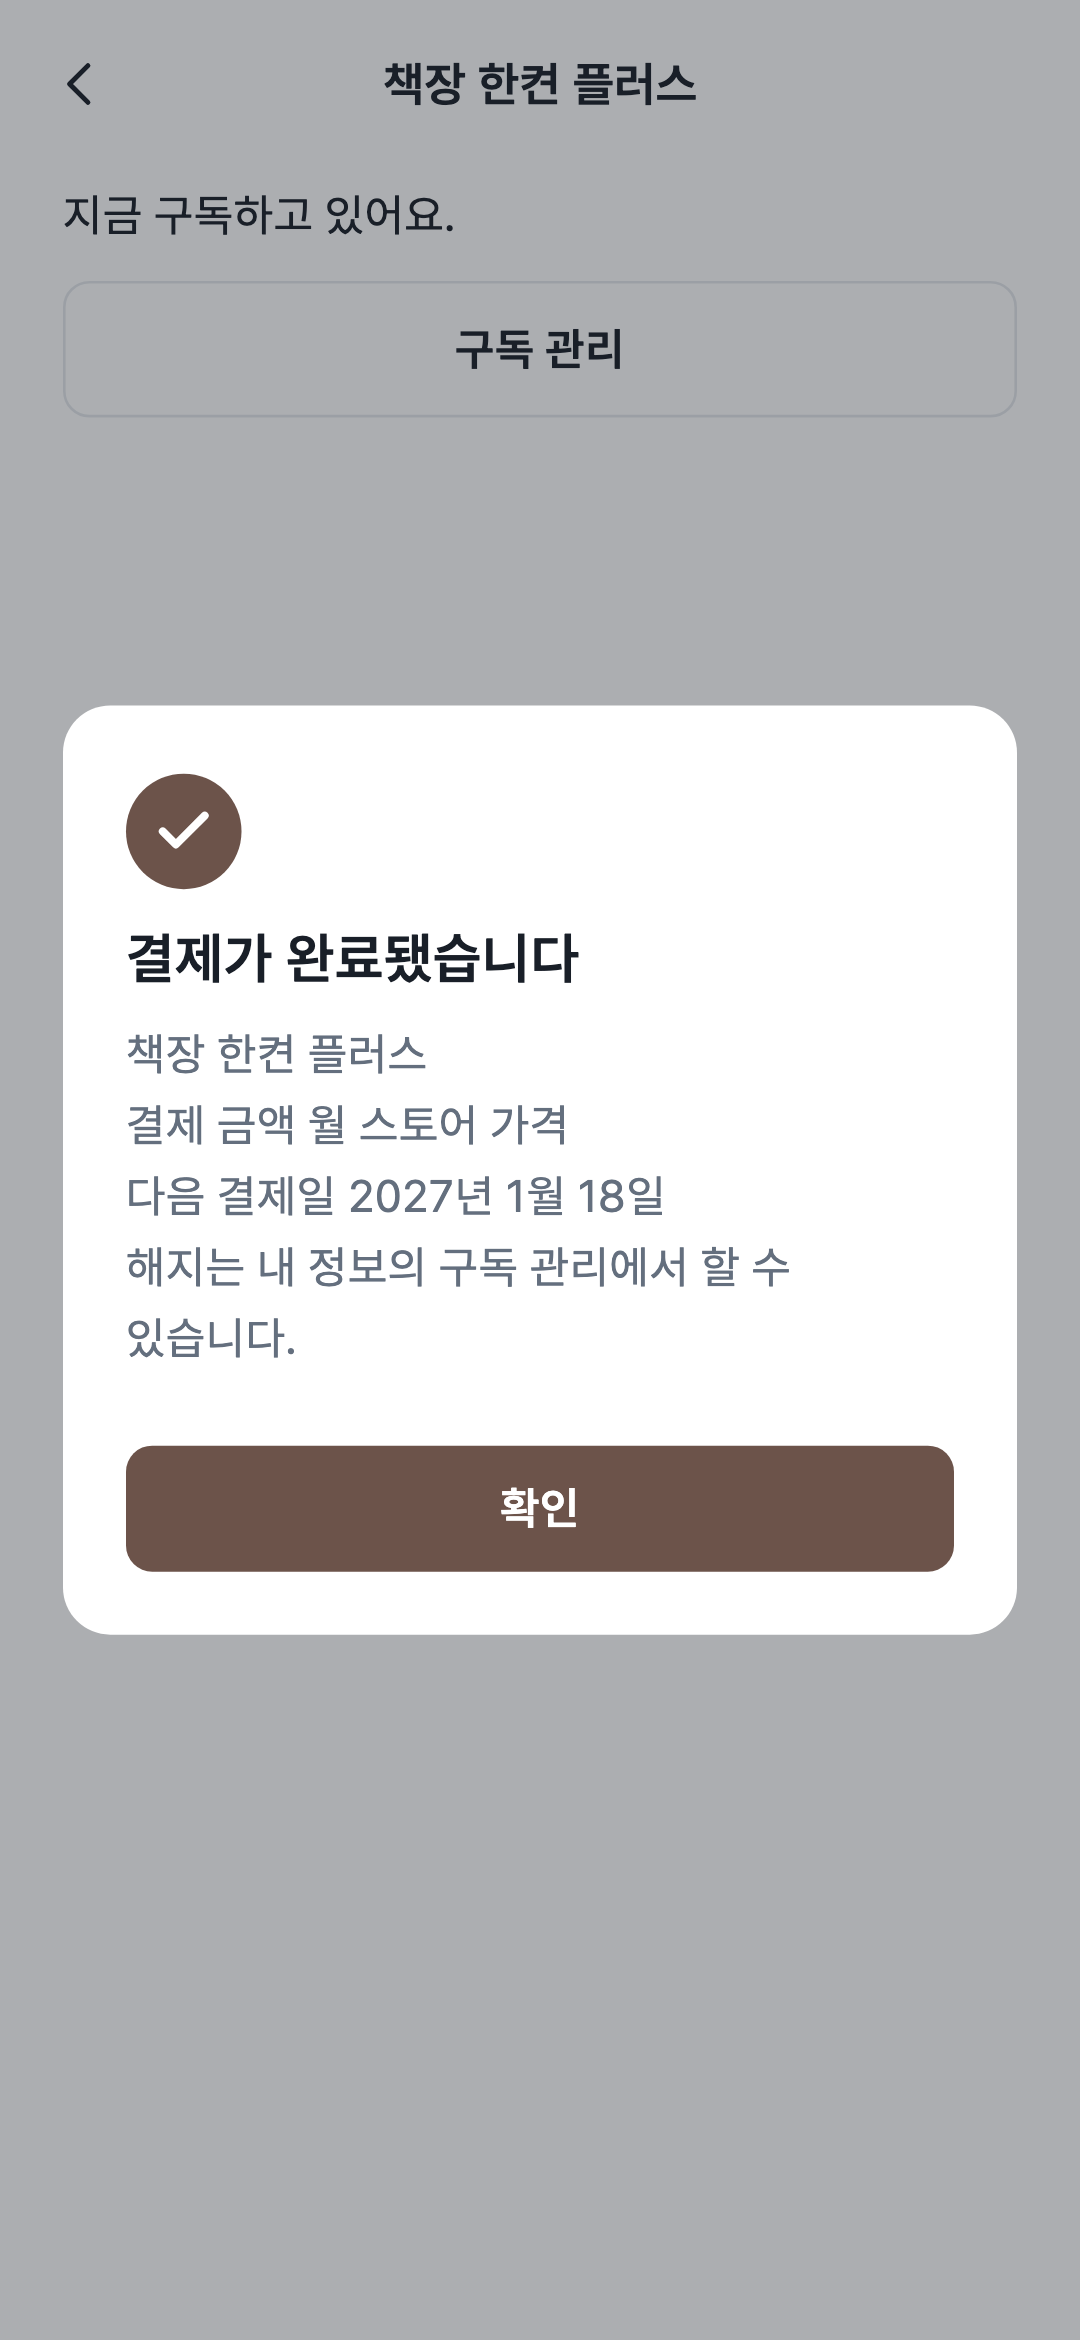 책장 한켠 플러스
지금 구독하고 있어요.
구독 관리
결제가 완료됐습니다
책장 한켠 플러스
결제 금액 월 스토어 가격
다음 결제일 2027년 1월 18일
해지는 내 정보의 구독 관리에서 할 수
있습니다.
확인